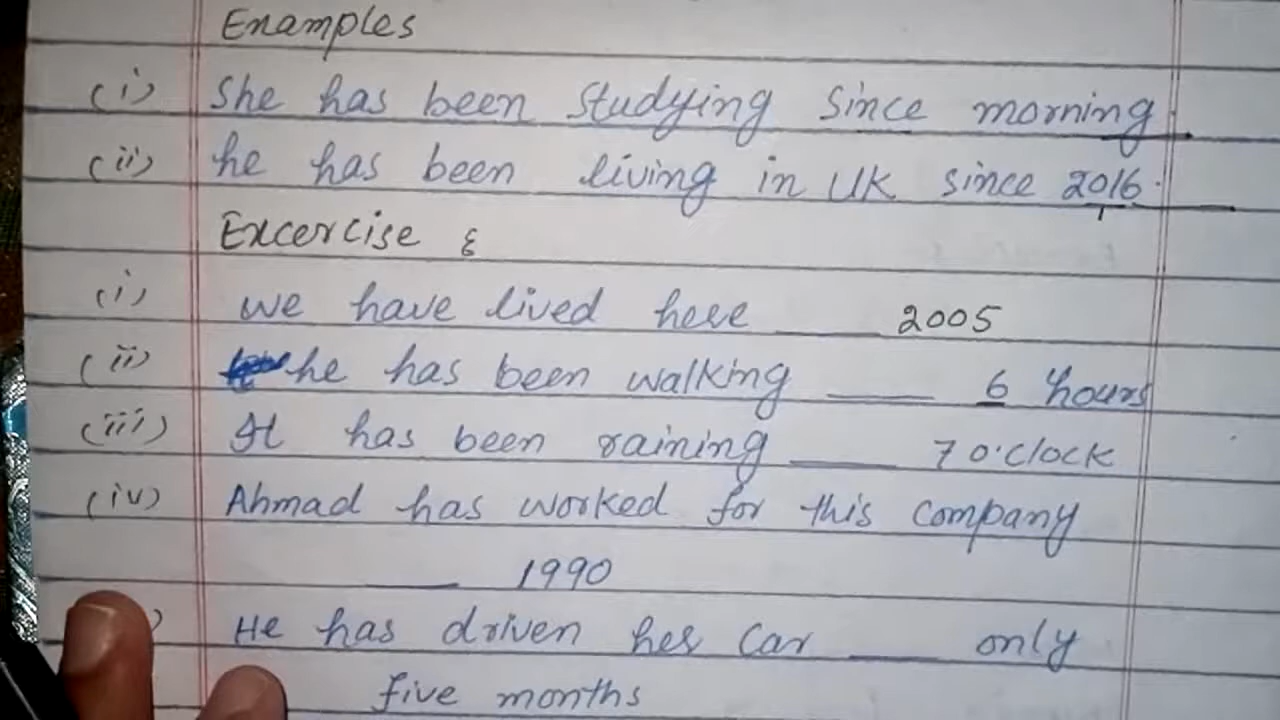 Examples
(i) She has been studying since morning.
(ii) he has been living in UK since 2016.
Excercise :
(i) we have lived here ____ 2005
(ii) he has been walking ____ 6 hours
(iii) It has been raining ____ 7 o'clock
(iv) Ahmad has worked for this company
____ 1990
) He has driven her car ____ only
five months